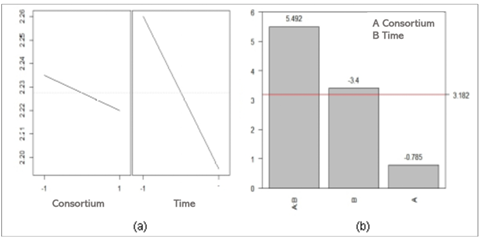 2.26
2.25
2.24
2.23
2.22
2.21
2.20
-1
1
-1
Consortium
Time
(a)
6
5
4
3
2
1
0
5.492
-3.4
-0.785
3.182
A Consortium
B Time
A:B
B
A
(b)